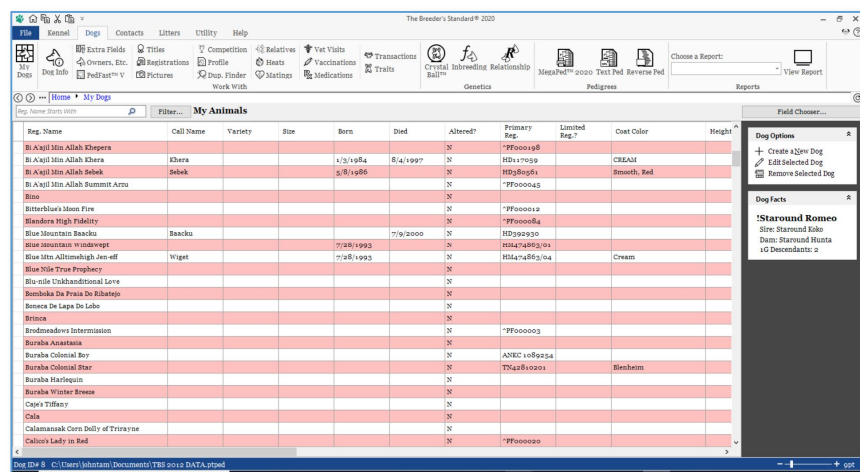 The Breeder's Standard® 2020
File Kennel Dogs Contacts Litters Utility Help
My Dogs
Dog Info
Extra Fields
Owners, Etc.
PedFast™ V
Titles
Registrations
Pictures
Competition
Profile
Dup. Finder
Relatives
Heats
Matings
Vet Visits
Vaccinations
Medications
Transactions
Traits
Work With
Crystal Ball™
Inbreeding
Relationship
Genetics
MegaPed™ 2020
Text Ped
Reverse Ped
Pedigrees
Choose a Report:
View Report
Reports
Home • My Dogs
Reg. Name Starts With
Filter...
My Animals
Field Chooser...
Reg. Name Call Name Variety Size Born Died Altered? Primary Reg. Limited Reg.? Coat Color Height
Bi A'ajil Min Allah Khepera N ^PF000198
Bi A'ajil Min Allah Khera Khera 1/3/1984 8/4/1997 N HD117059 CREAM
Bi A'ajil Min Allah Sebek Sebek 5/8/1986 N HD380561 Smooth, Red
Bi A'ajil Min Allah Summit Arru N ^PF000045
Bino N
Bitterblue's Moon Fire N ^PF000012
Blandora High Fidelity N ^PF000084
Blue Mountain Baacku Baacku 7/9/2000 N HD392930
Blue Mountain Windswept 7/28/1993 N HM474863/01
Blue Mtn Alltimehigh Jen-eff Wiget 7/28/1993 N HM474863/04 Cream
Blue Nile True Prophecy N
Blu-nile Unkhanditional Love N
Bomboka Da Praia Do Ribatejo N
Boneca De Lapa Do Lobo N
Brinca N
Brodmeadows Intermission N ^PF000003
Buraba Anastasia N
Buraba Colonial Boy N ANKC 1089254
Buraba Colonial Star N TN42810201 Blenheim
Buraba Harlequin N
Buraba Winter Breeze N
Caje's Tiffany N
Cala N
Calamansak Corn Dolly of Trirayne N
Calico's Lady in Red N ^PF000020
Dog Options
Create a New Dog
Edit Selected Dog
Remove Selected Dog
Dog Facts
!Staround Romeo
Sire: Staround Koko
Dam: Staround Hunta
1G Descendants: 2
Dog ID# 8 C:\Users\johntam\Documents\TBS 2012 DATA.ptped
9pt